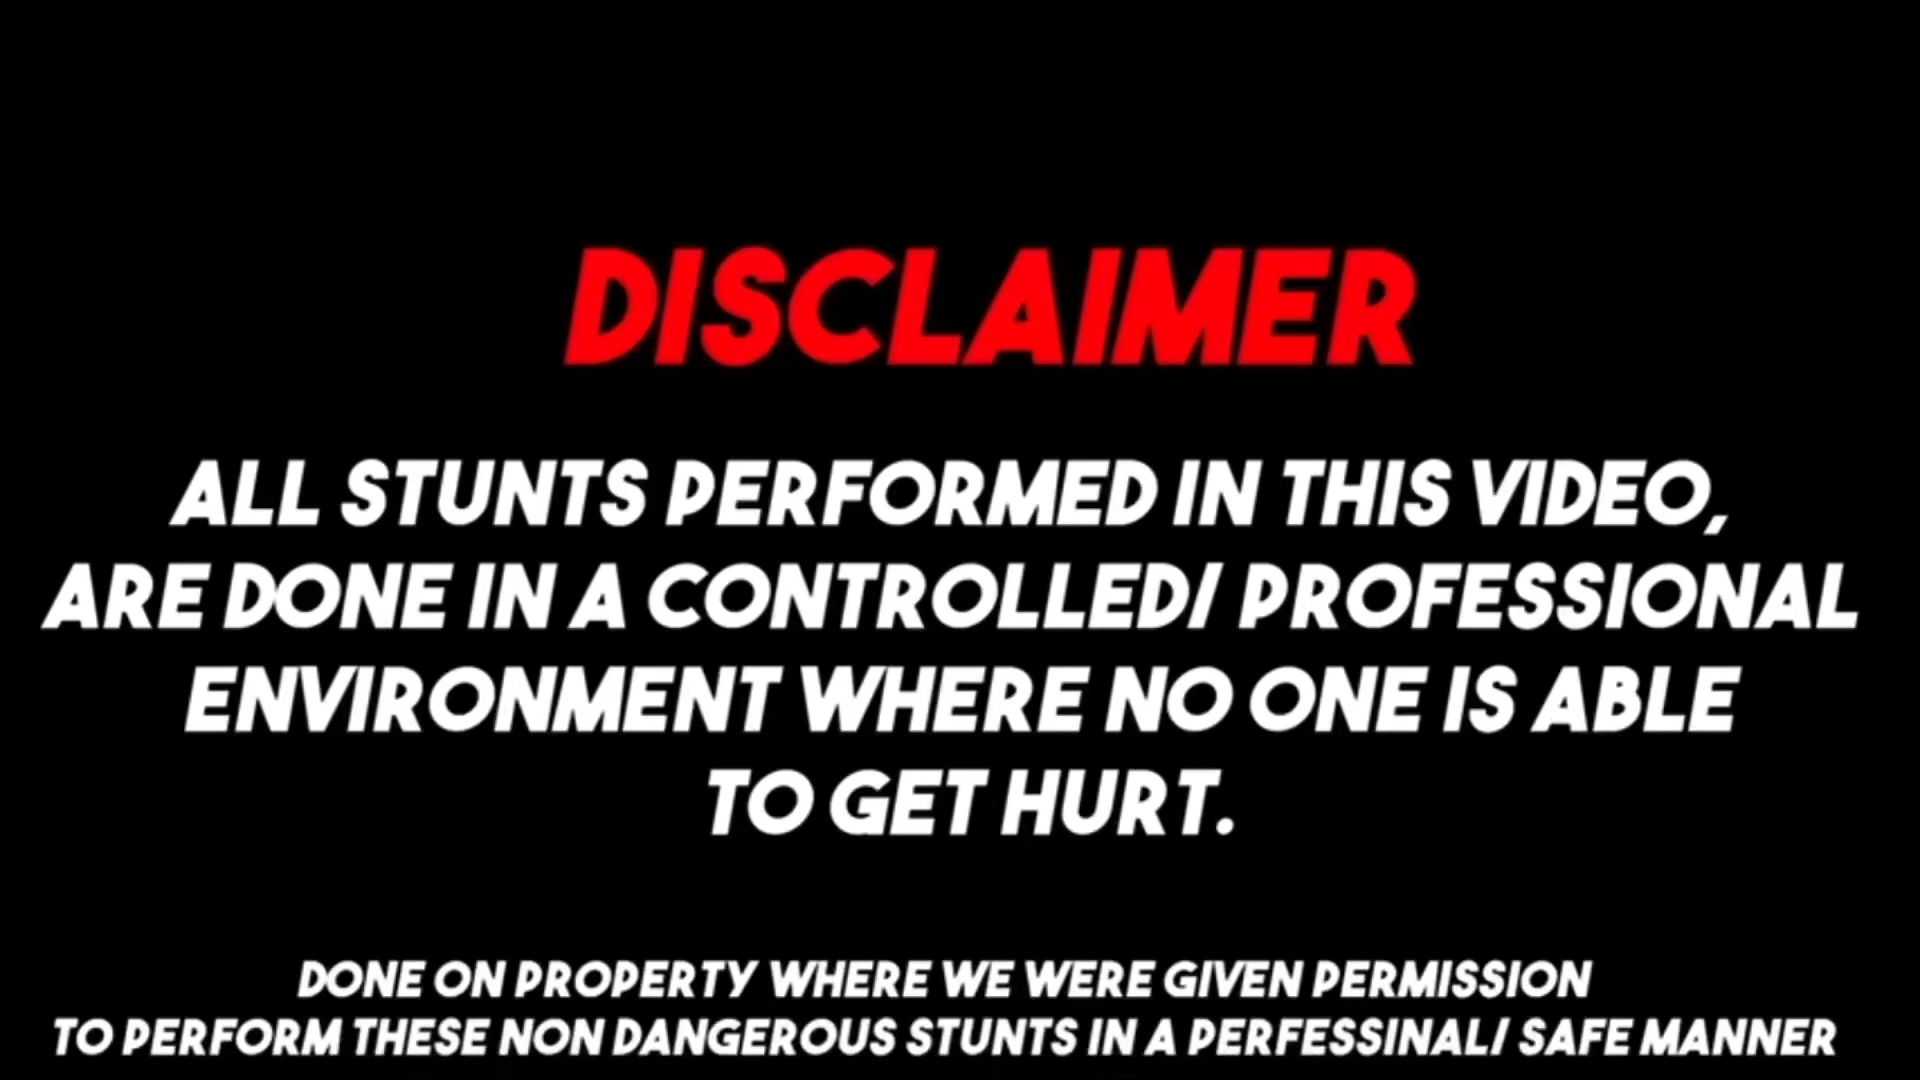 DISCLAIMER
ALL STUNTS PERFORMED IN THIS VIDEO,
ARE DONE IN A CONTROLLED/ PROFESSIONAL
ENVIRONMENT WHERE NO ONE IS ABLE
TO GET HURT.
DONE ON PROPERTY WHERE WE WERE GIVEN PERMISSION
TO PERFORM THESE NON DANGEROUS STUNTS IN A PERFESSINAL/ SAFE MANNER